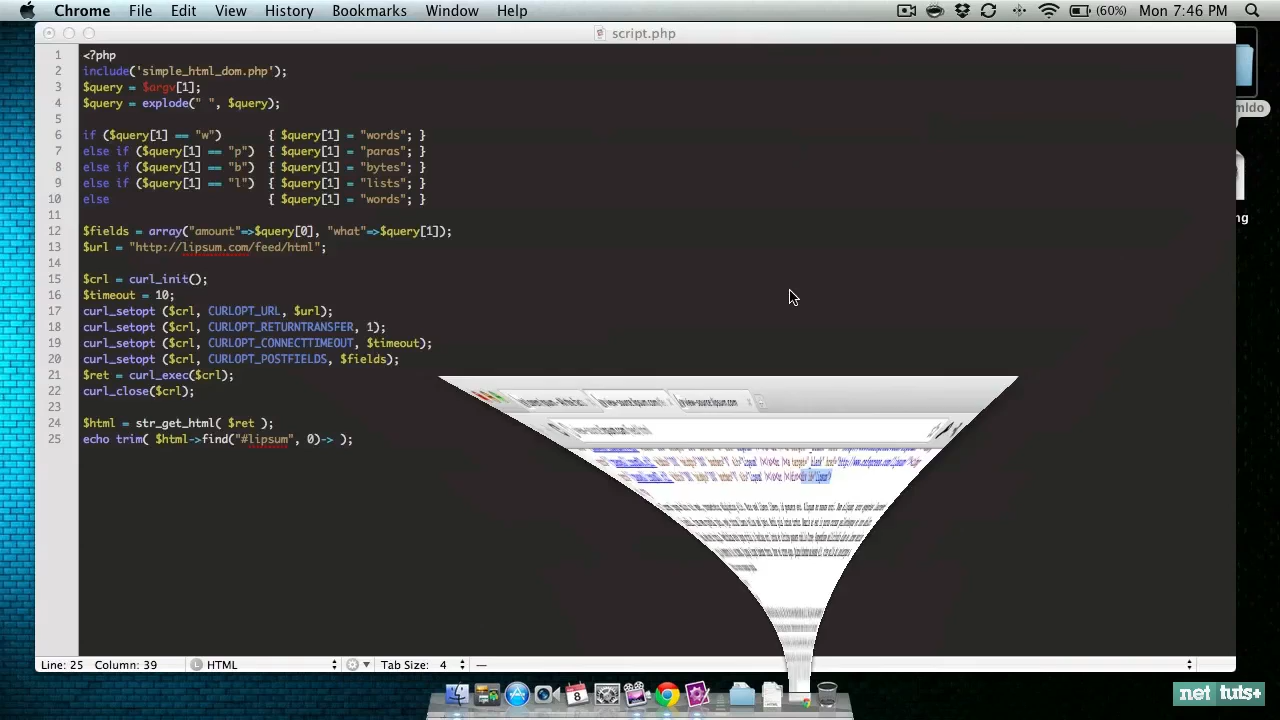 Chrome File Edit View History Bookmarks Window Help (60%) Mon 7:46 PM
script.php
1 <?php
2 include('simple_html_dom.php');
3 $query = $argv[1];
4 $query = explode(" ", $query);
5
6 if ($query[1] == "w") { $query[1] = "words"; }
7 else if ($query[1] == "p") { $query[1] = "paras"; }
8 else if ($query[1] == "b") { $query[1] = "bytes"; }
9 else if ($query[1] == "l") { $query[1] = "lists"; }
10 else { $query[1] = "words"; }
11
12 $fields = array("amount"=>$query[0], "what"=>$query[1]);
13 $url = "http://lipsum.com/feed/html";
14
15 $crl = curl_init();
16 $timeout = 10;
17 curl_setopt ($crl, CURLOPT_URL, $url);
18 curl_setopt ($crl, CURLOPT_RETURNTRANSFER, 1);
19 curl_setopt ($crl, CURLOPT_CONNECTTIMEOUT, $timeout);
20 curl_setopt ($crl, CURLOPT_POSTFIELDS, $fields);
21 $ret = curl_exec($crl);
22 curl_close($crl);
23
24 $html = str_get_html( $ret );
25 echo trim( $html->find("#lipsum", 0)-> );
Line: 25 Column: 39 L HTML Tab Size: 4 —
8
net tuts+